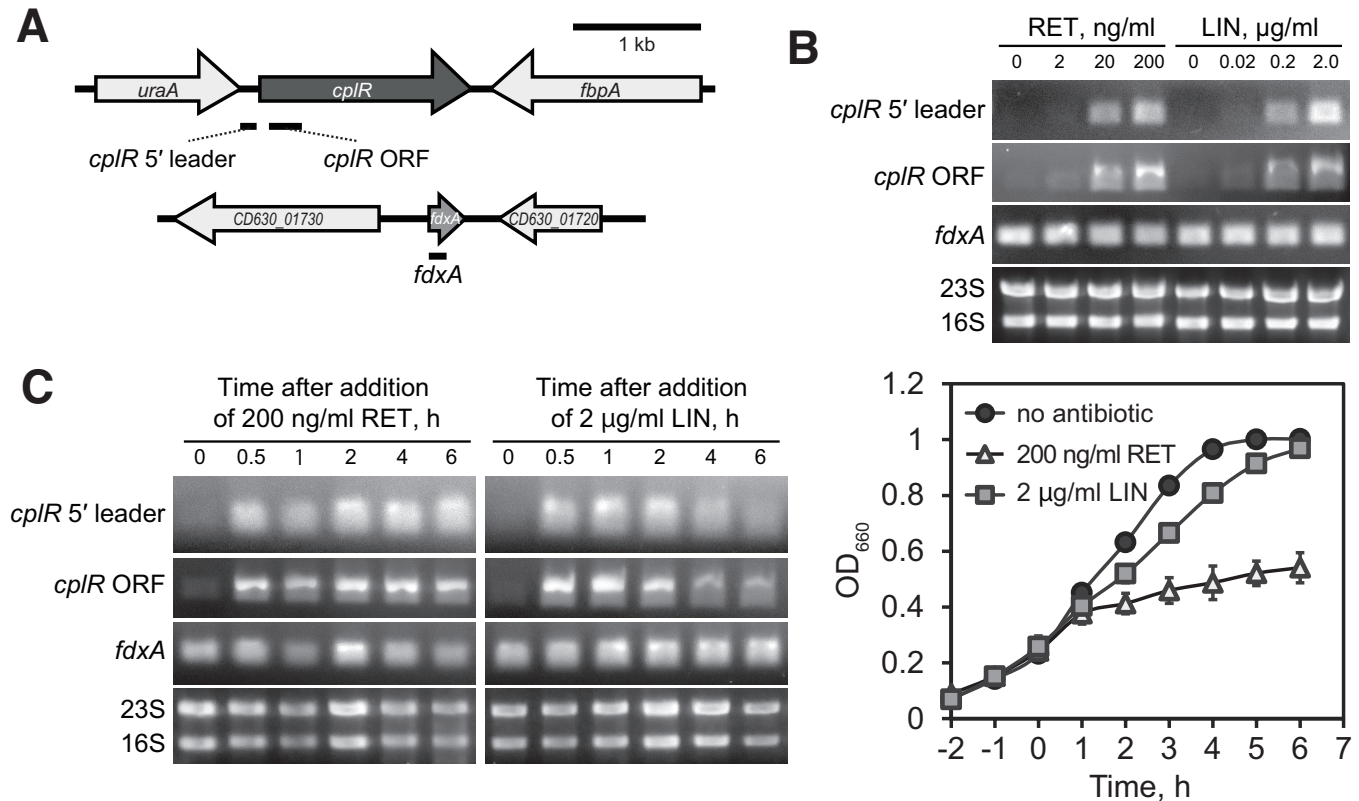 A
1 kb
uraA
cplR
fbpA
cplR 5′ leader
cplR ORF
CD630_01730
fdxA
CD630_01720
fdxA
B
RET, ng/ml
LIN, µg/ml
0 2 20 200 0 0.02 0.2 2.0
cplR 5′ leader
cplR ORF
fdxA
23S
16S
C
Time after addition
of 200 ng/ml RET, h
Time after addition
of 2 µg/ml LIN, h
0 0.5 1 2 4 6 0 0.5 1 2 4 6
cplR 5′ leader
cplR ORF
fdxA
23S
16S
1.2
1
0.8
0.6
0.4
0.2
0
OD660
no antibiotic
200 ng/ml RET
2 µg/ml LIN
-2 -1 0 1 2 3 4 5 6 7
Time, h